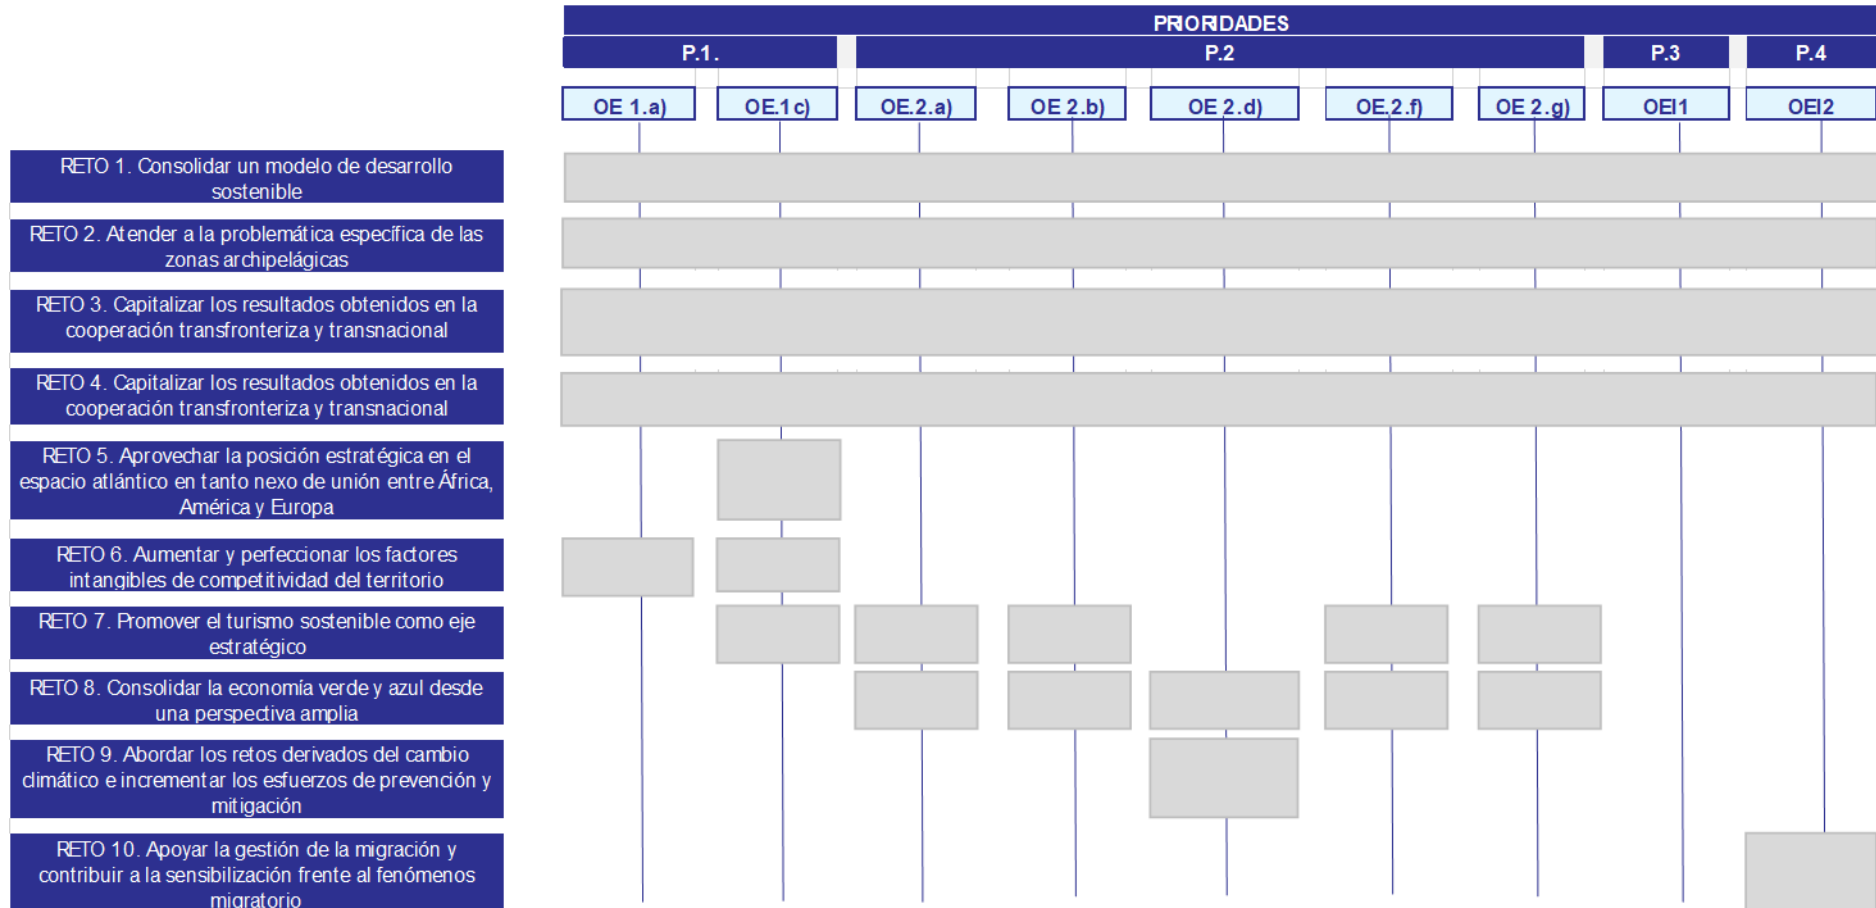 PRIORIDADES
P.1.
P.2
P.3
P.4
OE 1.a)
OE.1c)
OE.2.a)
OE 2.b)
OE 2.d)
OE.2.f)
OE 2.g)
OEI1
OEI2
RETO 1. Consolidar un modelo de desarrollo
sostenible
RETO 2. Atender a la problemática específica de las
zonas archipelágicas
RETO 3. Capitalizar los resultados obtenidos en la
cooperación transfronteriza y transnacional
RETO 4. Capitalizar los resultados obtenidos en la
cooperación transfronteriza y transnacional
RETO 5. Aprovechar la posición estratégica en el
espacio atlántico en tanto nexo de unión entre África,
América y Europa
RETO 6. Aumentar y perfeccionar los factores
intangibles de competitividad del territorio
RETO 7. Promover el turismo sostenible como eje
estratégico
RETO 8. Consolidar la economía verde y azul desde
una perspectiva amplia
RETO 9. Abordar los retos derivados del cambio
climático e incrementar los esfuerzos de prevención y
mitigación
RETO 10. Apoyar la gestión de la migración y
contribuir a la sensibilización frente al fenómenos
migratorio